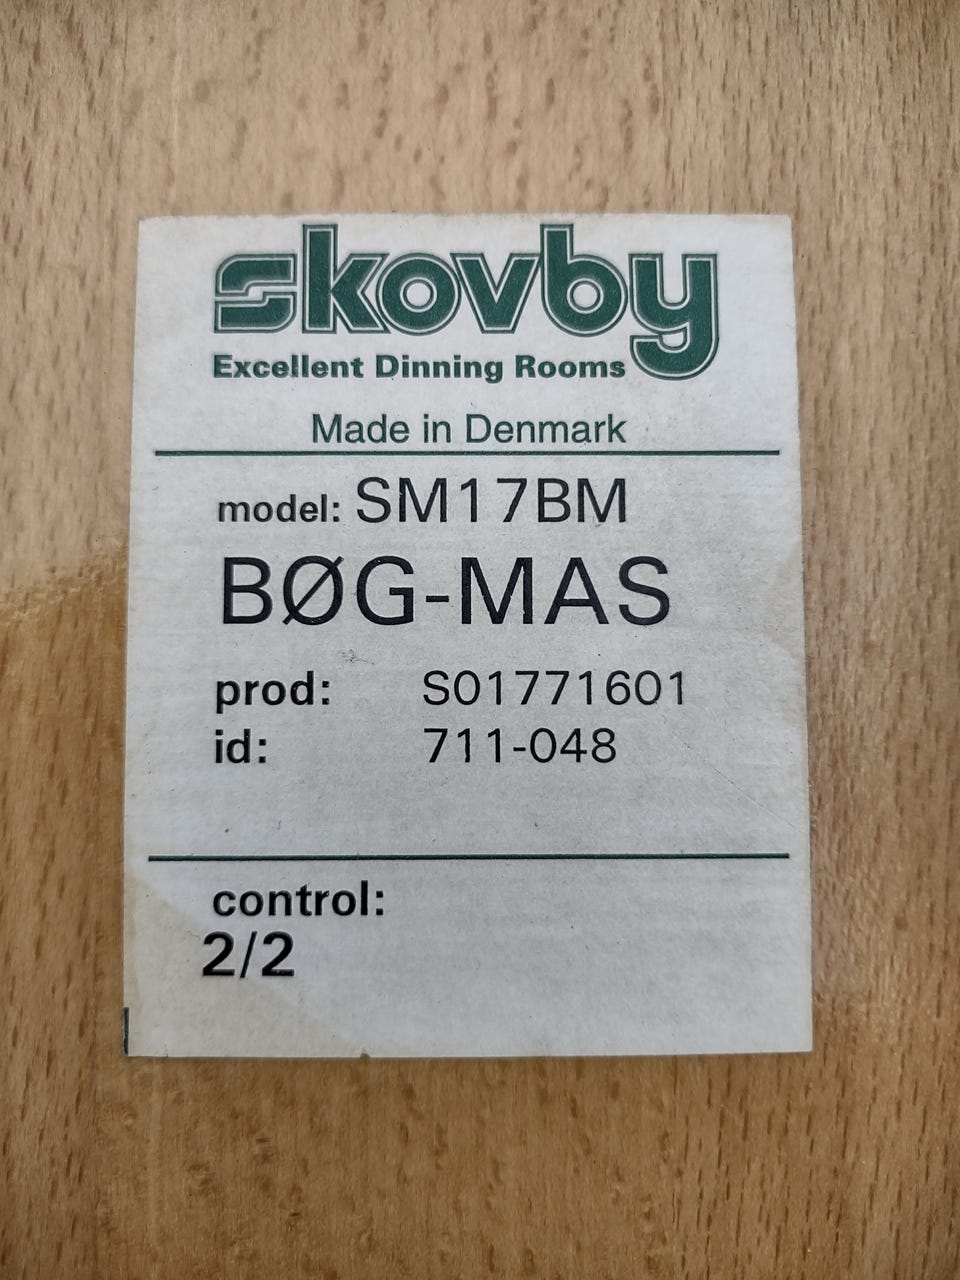 skovby
Excellent Dinning Rooms
Made in Denmark
model: SM17BM
BØG-MAS
prod: S01771601
id: 711-048
control:
2/2